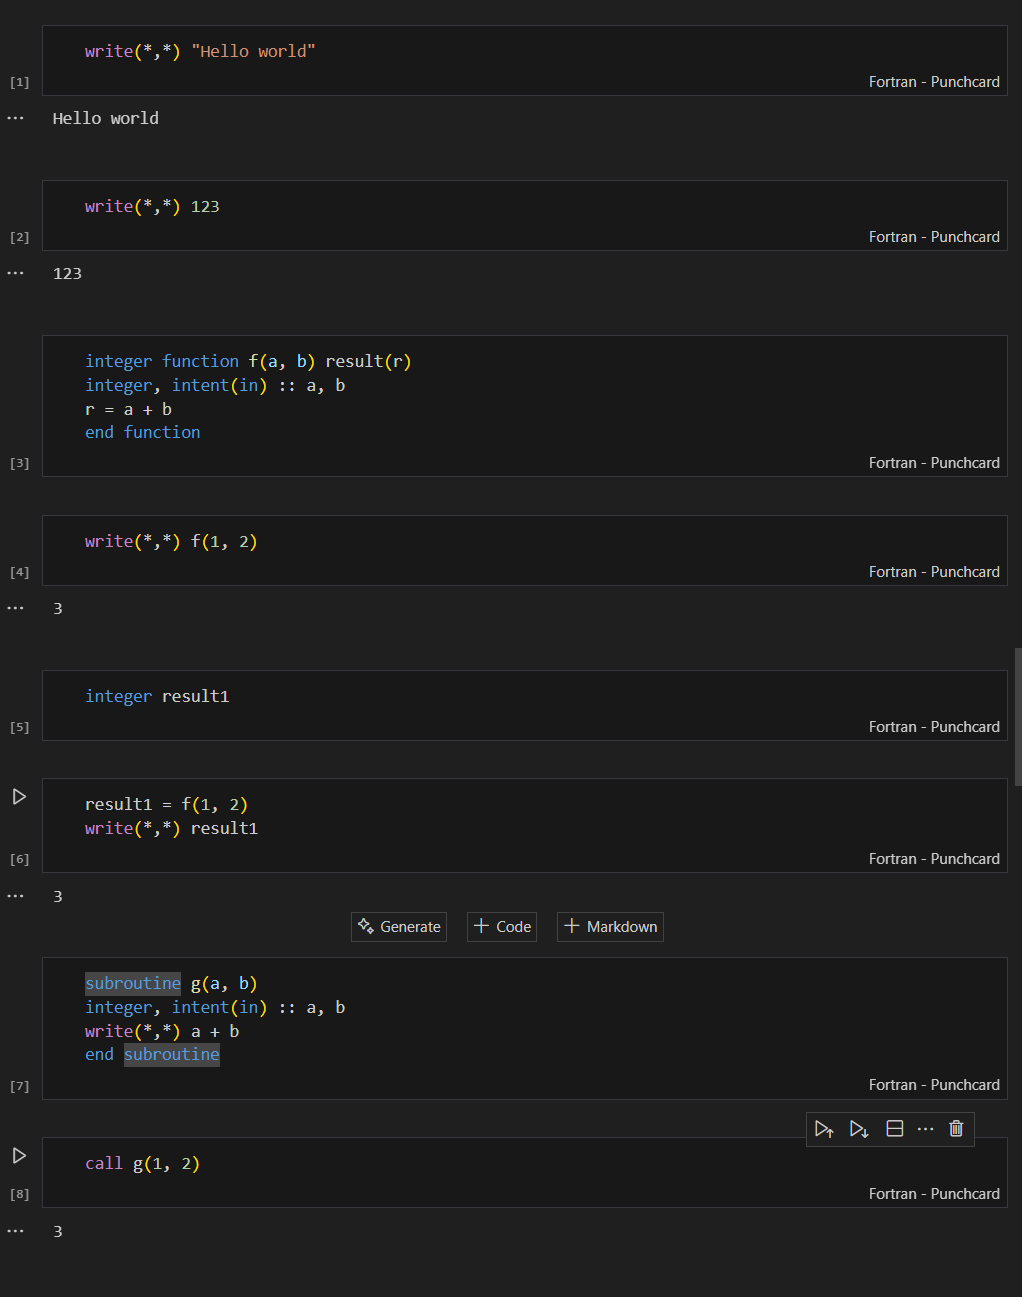 write(*,*) "Hello world"
[1]
Fortran - Punchcard
Hello world
write(*,*) 123
[2]
Fortran - Punchcard
123
integer function f(a, b) result(r)
integer, intent(in) :: a, b
r = a + b
end function
[3]
Fortran - Punchcard
write(*,*) f(1, 2)
[4]
Fortran - Punchcard
3
integer result1
[5]
Fortran - Punchcard
result1 = f(1, 2)
write(*,*) result1
[6]
Fortran - Punchcard
3
Generate + Code + Markdown
subroutine g(a, b)
integer, intent(in) :: a, b
write(*,*) a + b
end subroutine
[7]
Fortran - Punchcard
call g(1, 2)
[8]
Fortran - Punchcard
3